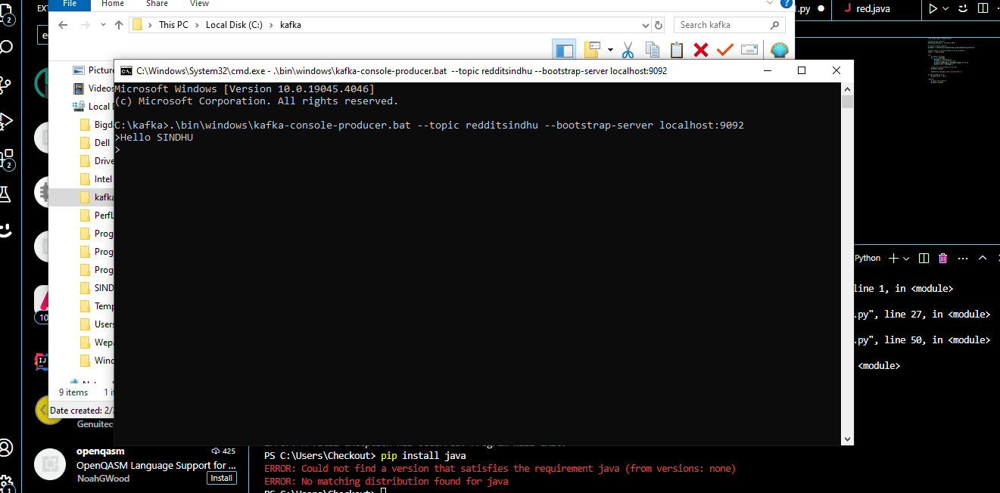 File Home Share View
.py
red.java
2
EXT
This PC > Local Disk (C:) > kafka
Search kafka
C:\Windows\System32\cmd.exe - .\bin\windows\kafka-console-producer.bat --topic redditsindhu --bootstrap-server localhost:9092
Microsoft Windows [Version 10.0.19045.4046]
(c) Microsoft Corporation. All rights reserved.
C:\kafka>.\bin\windows\kafka-console-producer.bat --topic redditsindhu --bootstrap-server localhost:9092
>Hello SINDHU
>
Picture
Videos
Local
Bigd
Dell
Drive
Intel
kafka
PerfL
Prog
Prog
Prog
SIND
Temp
Users
Wepa
Wind
9 items
Date created: 2/
2
10
IJ
Python
line 1, in <module>
.py", line 27, in <module>
.py", line 50, in <module>
<module>
Genuitec
openqasm
425
OpenQASM Language Support for ...
NoahGWood
Install
PS C:\Users\Checkout> pip install java
ERROR: Could not find a version that satisfies the requirement java (from versions: none)
ERROR: No matching distribution found for java
PS C:\Users\Checkout>
1